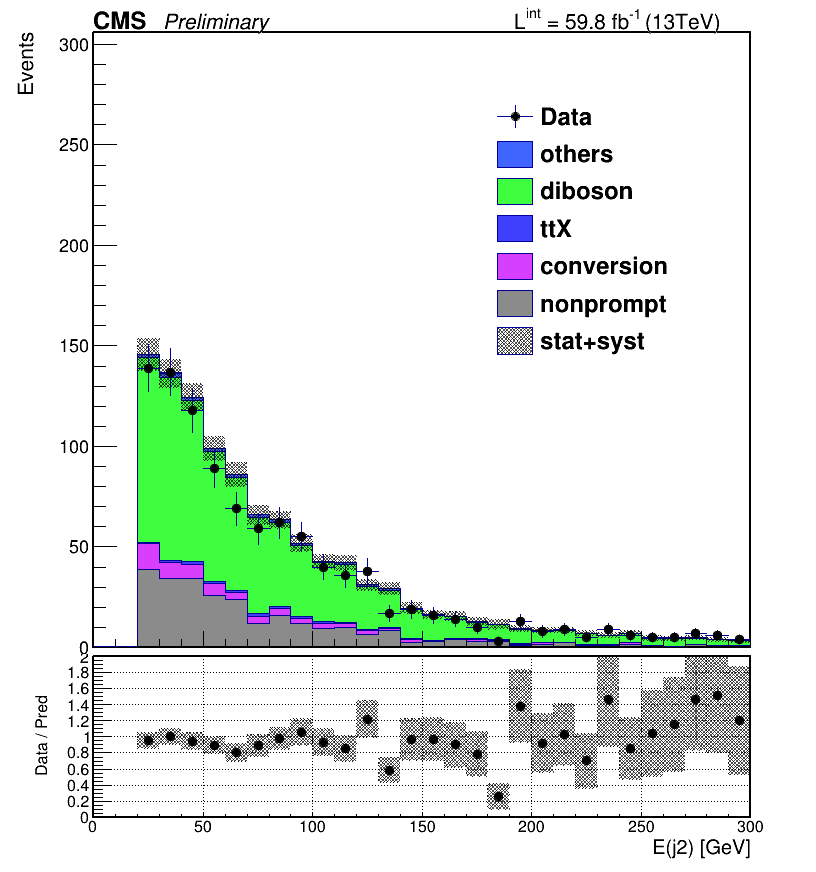 CMS Preliminary
L^int = 59.8 fb^-1 (13TeV)
Events
300
250
200
150
100
50
0
Data
others
diboson
ttX
conversion
nonprompt
stat+syst
Data / Pred
2
1.8
1.6
1.4
1.2
1
0.8
0.6
0.4
0.2
0
0 50 100 150 200 250 300
E(j2) [GeV]